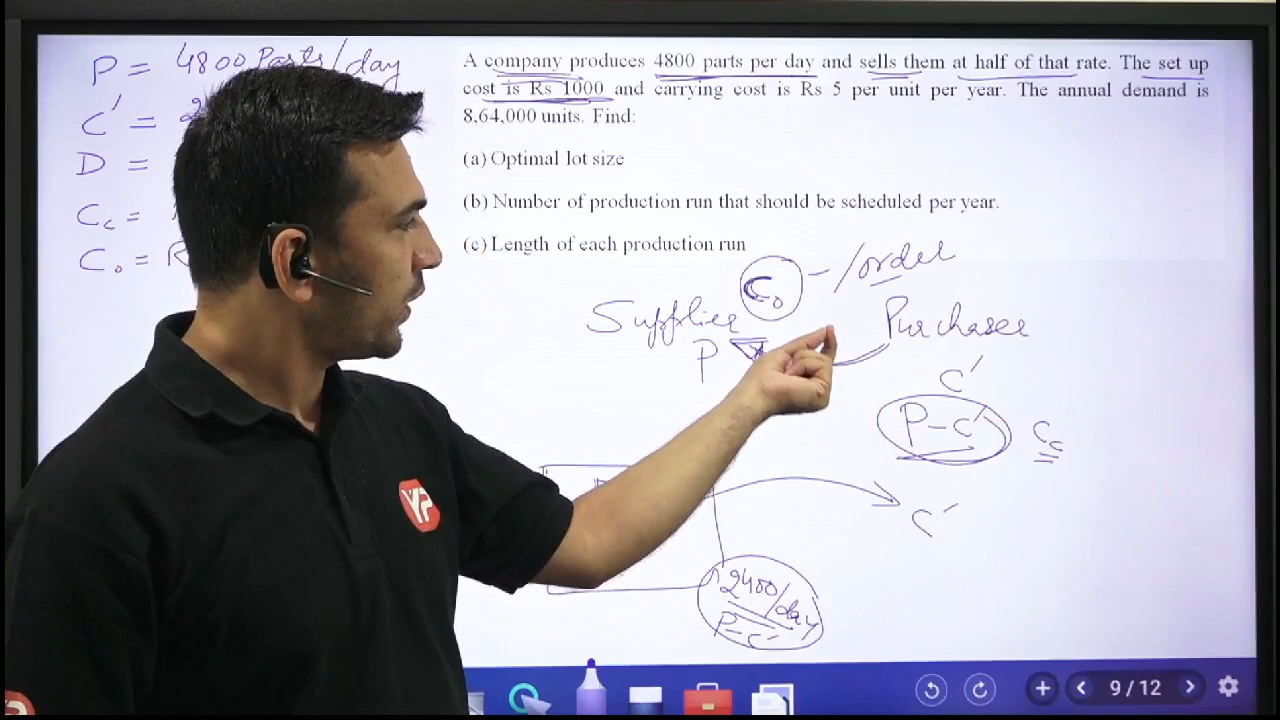 P = 4800 Parts/day
C' = 2
D =
Cc =
Co = R
A company produces 4800 parts per day and sells them at half of that rate. The set up
cost is Rs 1000 and carrying cost is Rs 5 per unit per year. The annual demand is
8,64,000 units. Find:
(a) Optimal lot size
(b) Number of production run that should be scheduled per year.
(c) Length of each production run
Co - /order
Supplier Purchaser
P
C'
P-C' Cc
C'
2400/day
P-C'
YP
9 / 12